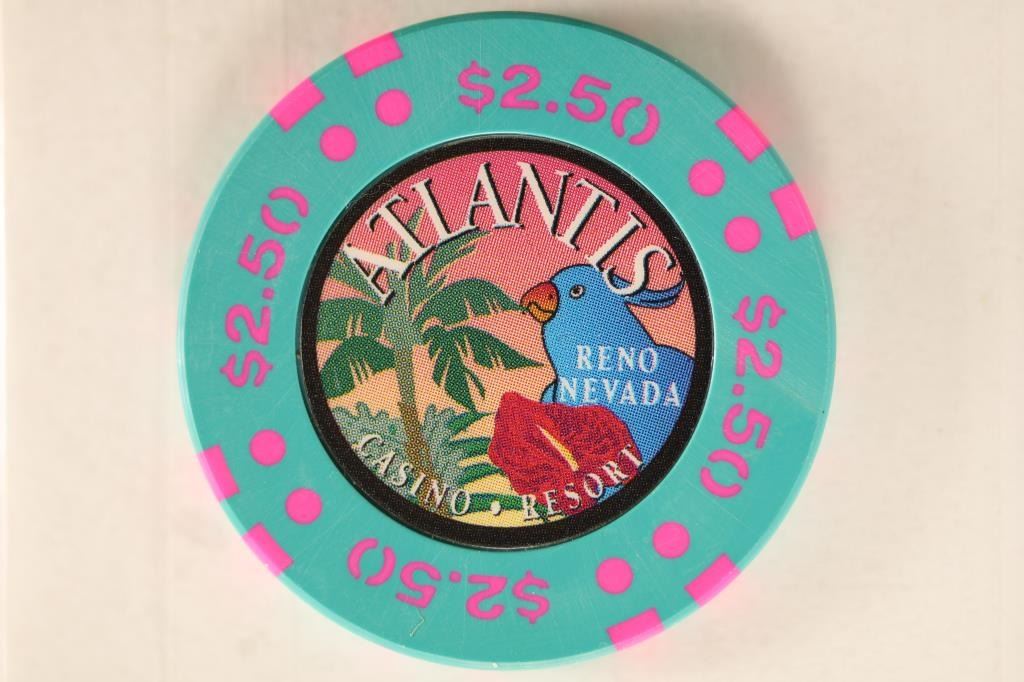 $2.50
$2.50
$2.50
$2.50
ATLANTIS
RENO
NEVADA
CASINO • RESORT